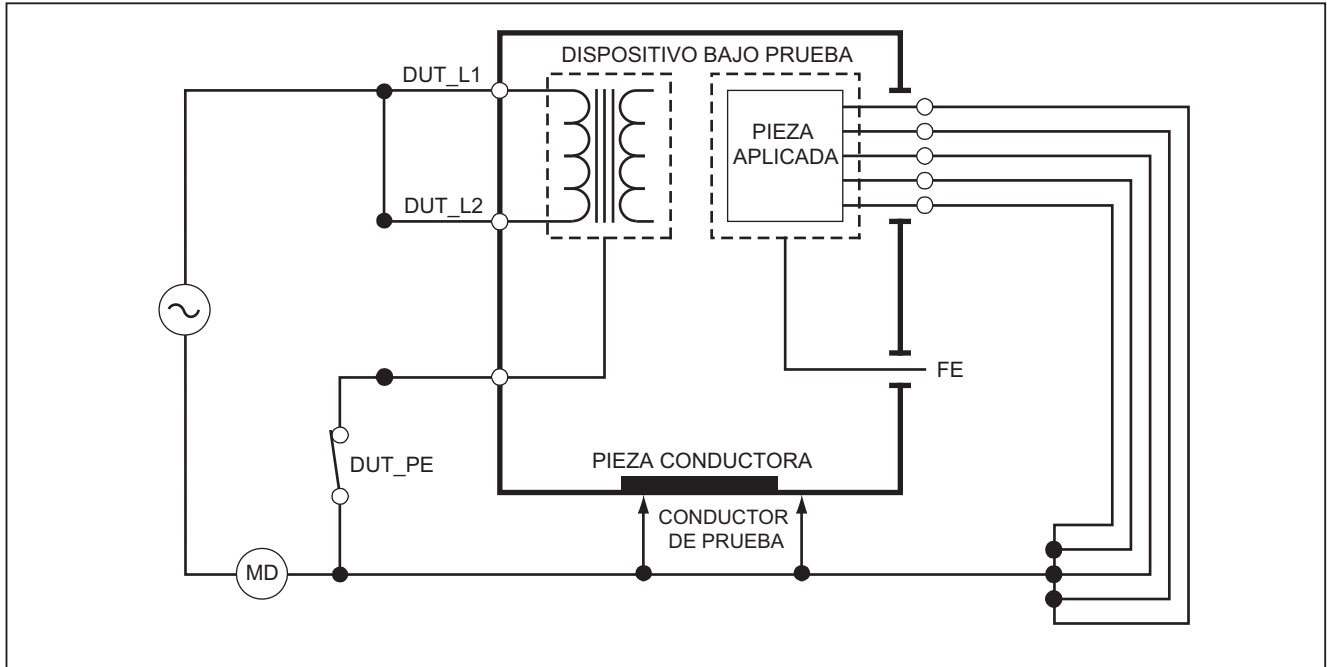 DISPOSITIVO BAJO PRUEBA
DUT_L1
PIEZA
APLICADA
DUT_L2
FE
DUT_PE
PIEZA CONDUCTORA
CONDUCTOR
DE PRUEBA
MD